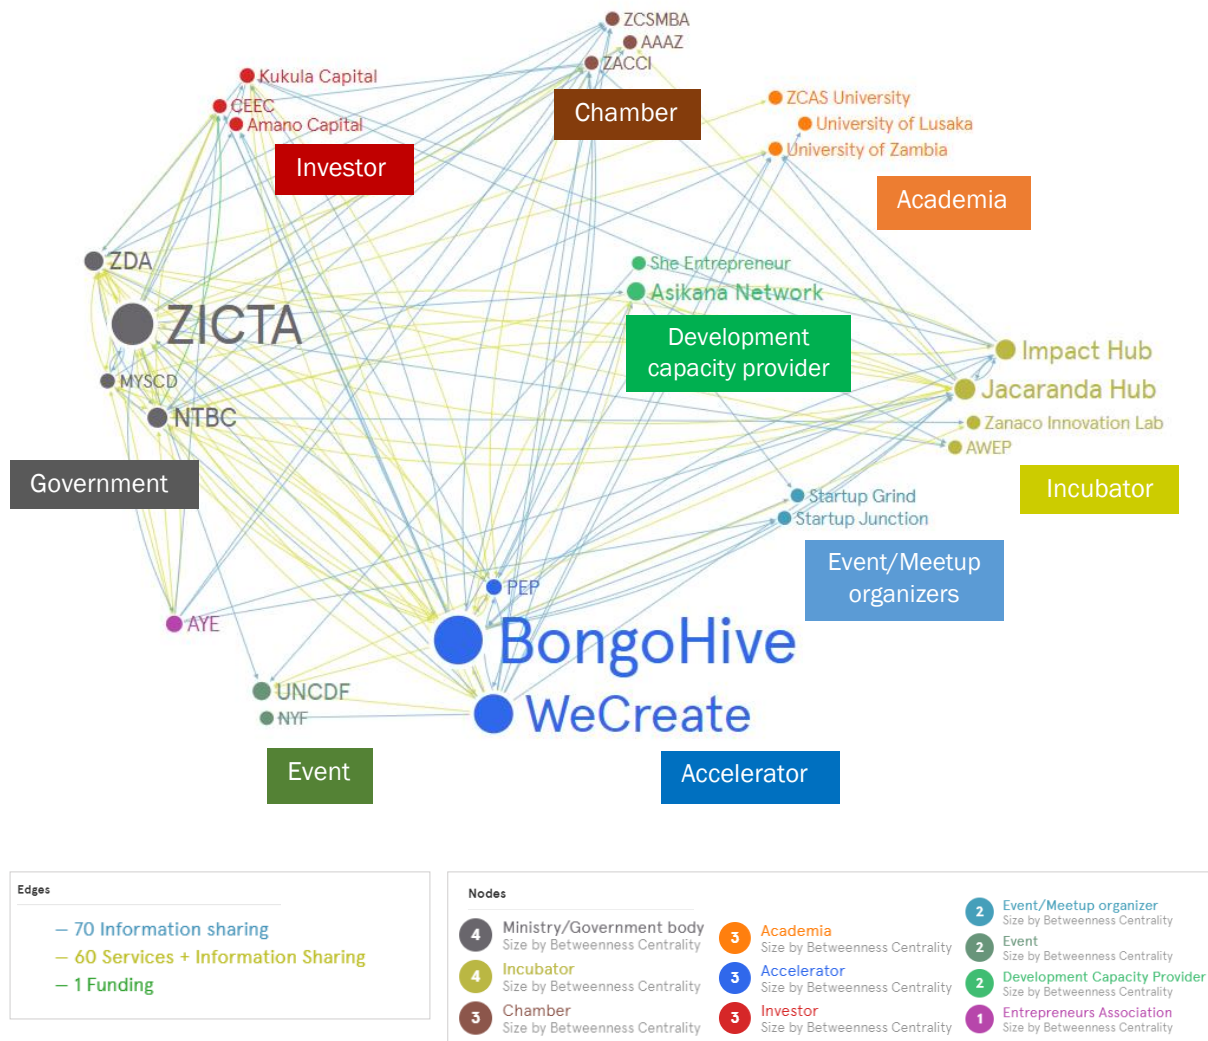 ZCSMBA
AAAZ
ZACCI
Chamber
Kukula Capital
CEEC
Amano Capital
Investor
ZCAS University
University of Lusaka
University of Zambia
Academia
ZDA
ZICTA
MYSCD
NTBC
Government
She Entrepreneur
Asikana Network
Development
capacity provider
Impact Hub
Jacaranda Hub
Zanaco Innovation Lab
AWEP
Incubator
Startup Grind
Startup Junction
Event/Meetup
organizers
AYE
PEP
BongoHive
WeCreate
Accelerator
UNCDF
NYF
Event
Edges
– 70 Information sharing
– 60 Services + Information Sharing
– 1 Funding
Nodes
4 Ministry/Government body
Size by Betweenness Centrality
4 Incubator
Size by Betweenness Centrality
3 Chamber
Size by Betweenness Centrality
3 Academia
Size by Betweenness Centrality
3 Accelerator
Size by Betweenness Centrality
3 Investor
Size by Betweenness Centrality
2 Event/Meetup organizer
Size by Betweenness Centrality
2 Event
Size by Betweenness Centrality
2 Development Capacity Provider
Size by Betweenness Centrality
1 Entrepreneurs Association
Size by Betweenness Centrality